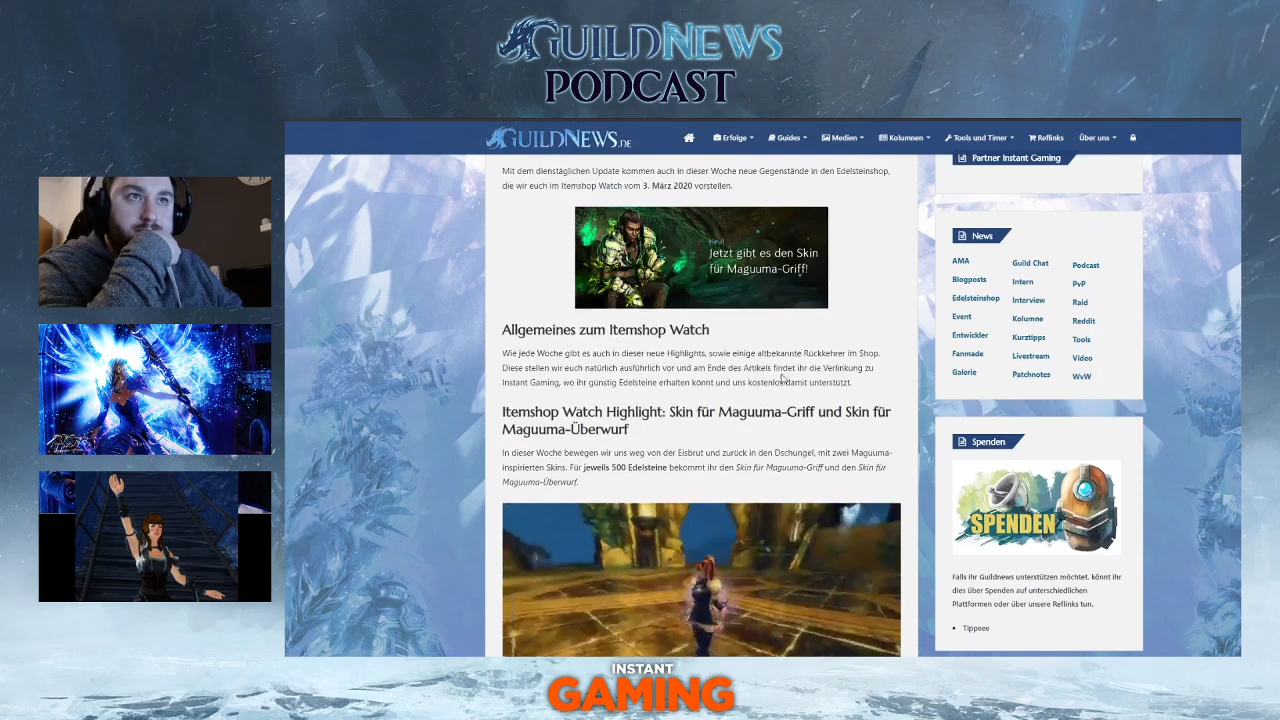 GUILDNEWS
PODCAST
GUILDNEWS.DE
Erfolge
Guides
Medien
Kolumnen
Tools und Timer
Reflinks
Über uns
Mit dem dienstäglichen Update kommen auch in dieser Woche neue Gegenstände in den Edelsteinshop,
die wir euch im Itemshop Watch vom 3. März 2020 vorstellen.
Neu!
Jetzt gibt es den Skin
für Maguuma-Griff!
Allgemeines zum Itemshop Watch
Wie jede Woche gibt es auch in dieser neue Highlights, sowie einige altbekannte Rückkehrer im Shop.
Diese stellen wir euch natürlich ausführlich vor und am Ende des Artikels findet ihr die Verlinkung zu
Instant Gaming, wo ihr günstig Edelsteine erhalten könnt und uns kostenlos damit unterstützt.
Itemshop Watch Highlight: Skin für Maguuma-Griff und Skin für
Maguuma-Überwurf
In dieser Woche bewegen wir uns weg von der Eisbrut und zurück in den Dschungel, mit zwei Maguuma-
inspirierten Skins. Für jeweils 500 Edelsteine bekommt ihr den Skin für Maguuma-Griff und den Skin für
Maguuma-Überwurf.
Partner Instant Gaming
News
AMA
Blogposts
Edelsteinshop
Event
Entwickler
Fanmade
Galerie
Guild Chat
Intern
Interview
Kolumne
Kurztipps
Livestream
Patchnotes
Podcast
PvP
Raid
Reddit
Tools
Video
WvW
Spenden
SPENDEN
Falls ihr Guildnews unterstützen möchtet, könnt ihr
dies über Spenden auf unterschiedlichen
Plattformen oder über unsere Reflinks tun.
• Tippeee
INSTANT
GAMING